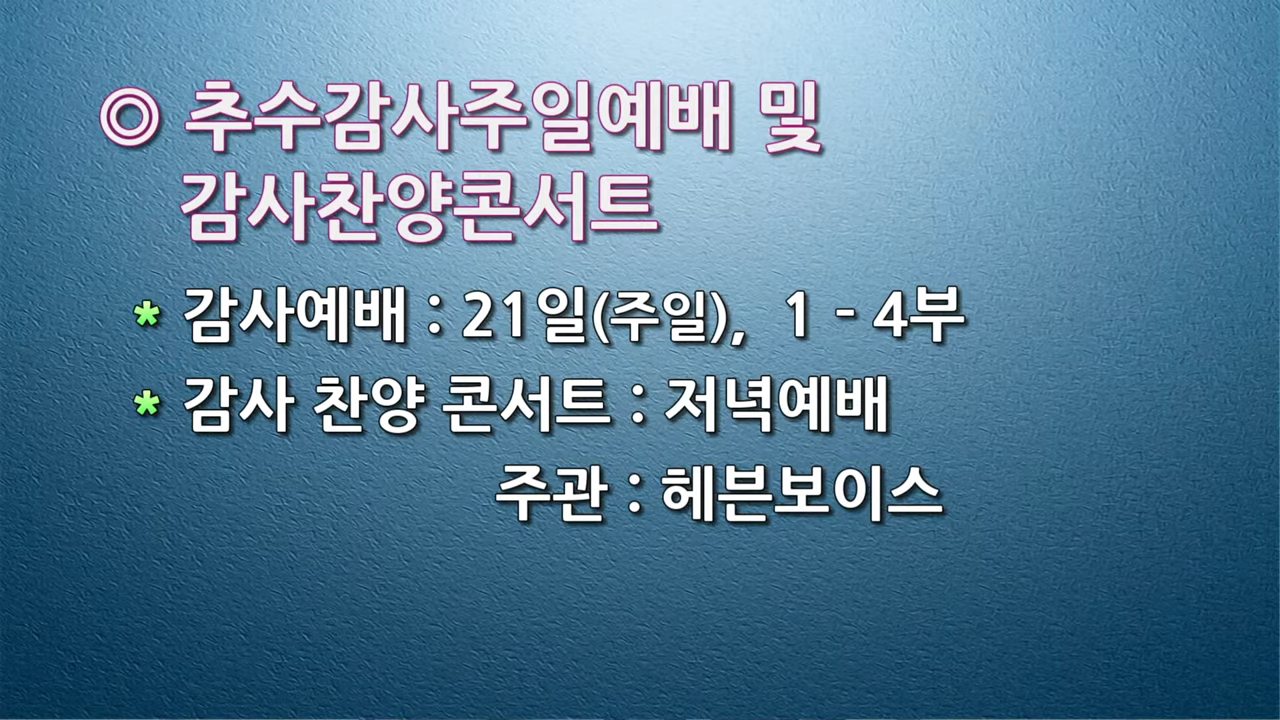 ◎ 추수감사주일예배 및
감사찬양콘서트
* 감사예배 : 21일(주일), 1 - 4부
* 감사 찬양 콘서트 : 저녁예배
주관 : 헤븐보이스